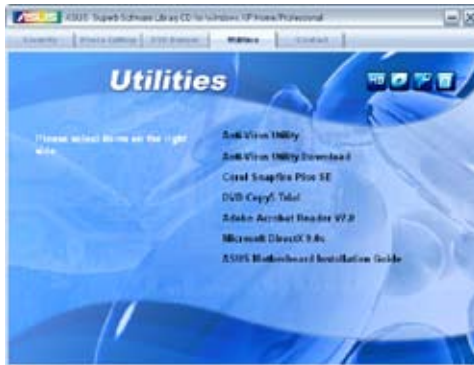 ASUS Superb Software Library CD for Windows XP Home/Professional
Photo Editing
Utilities
Contact
Utilities
Please select items on the right
side.
Anti-Virus Utility
Anti-Virus Utility Download
Corel Snapfire Plus SE
DVD Copy5 Trial
Adobe Acrobat Reader V7.0
Microsoft DirectX 9.0c
ASUS Motherboard Installation Guide